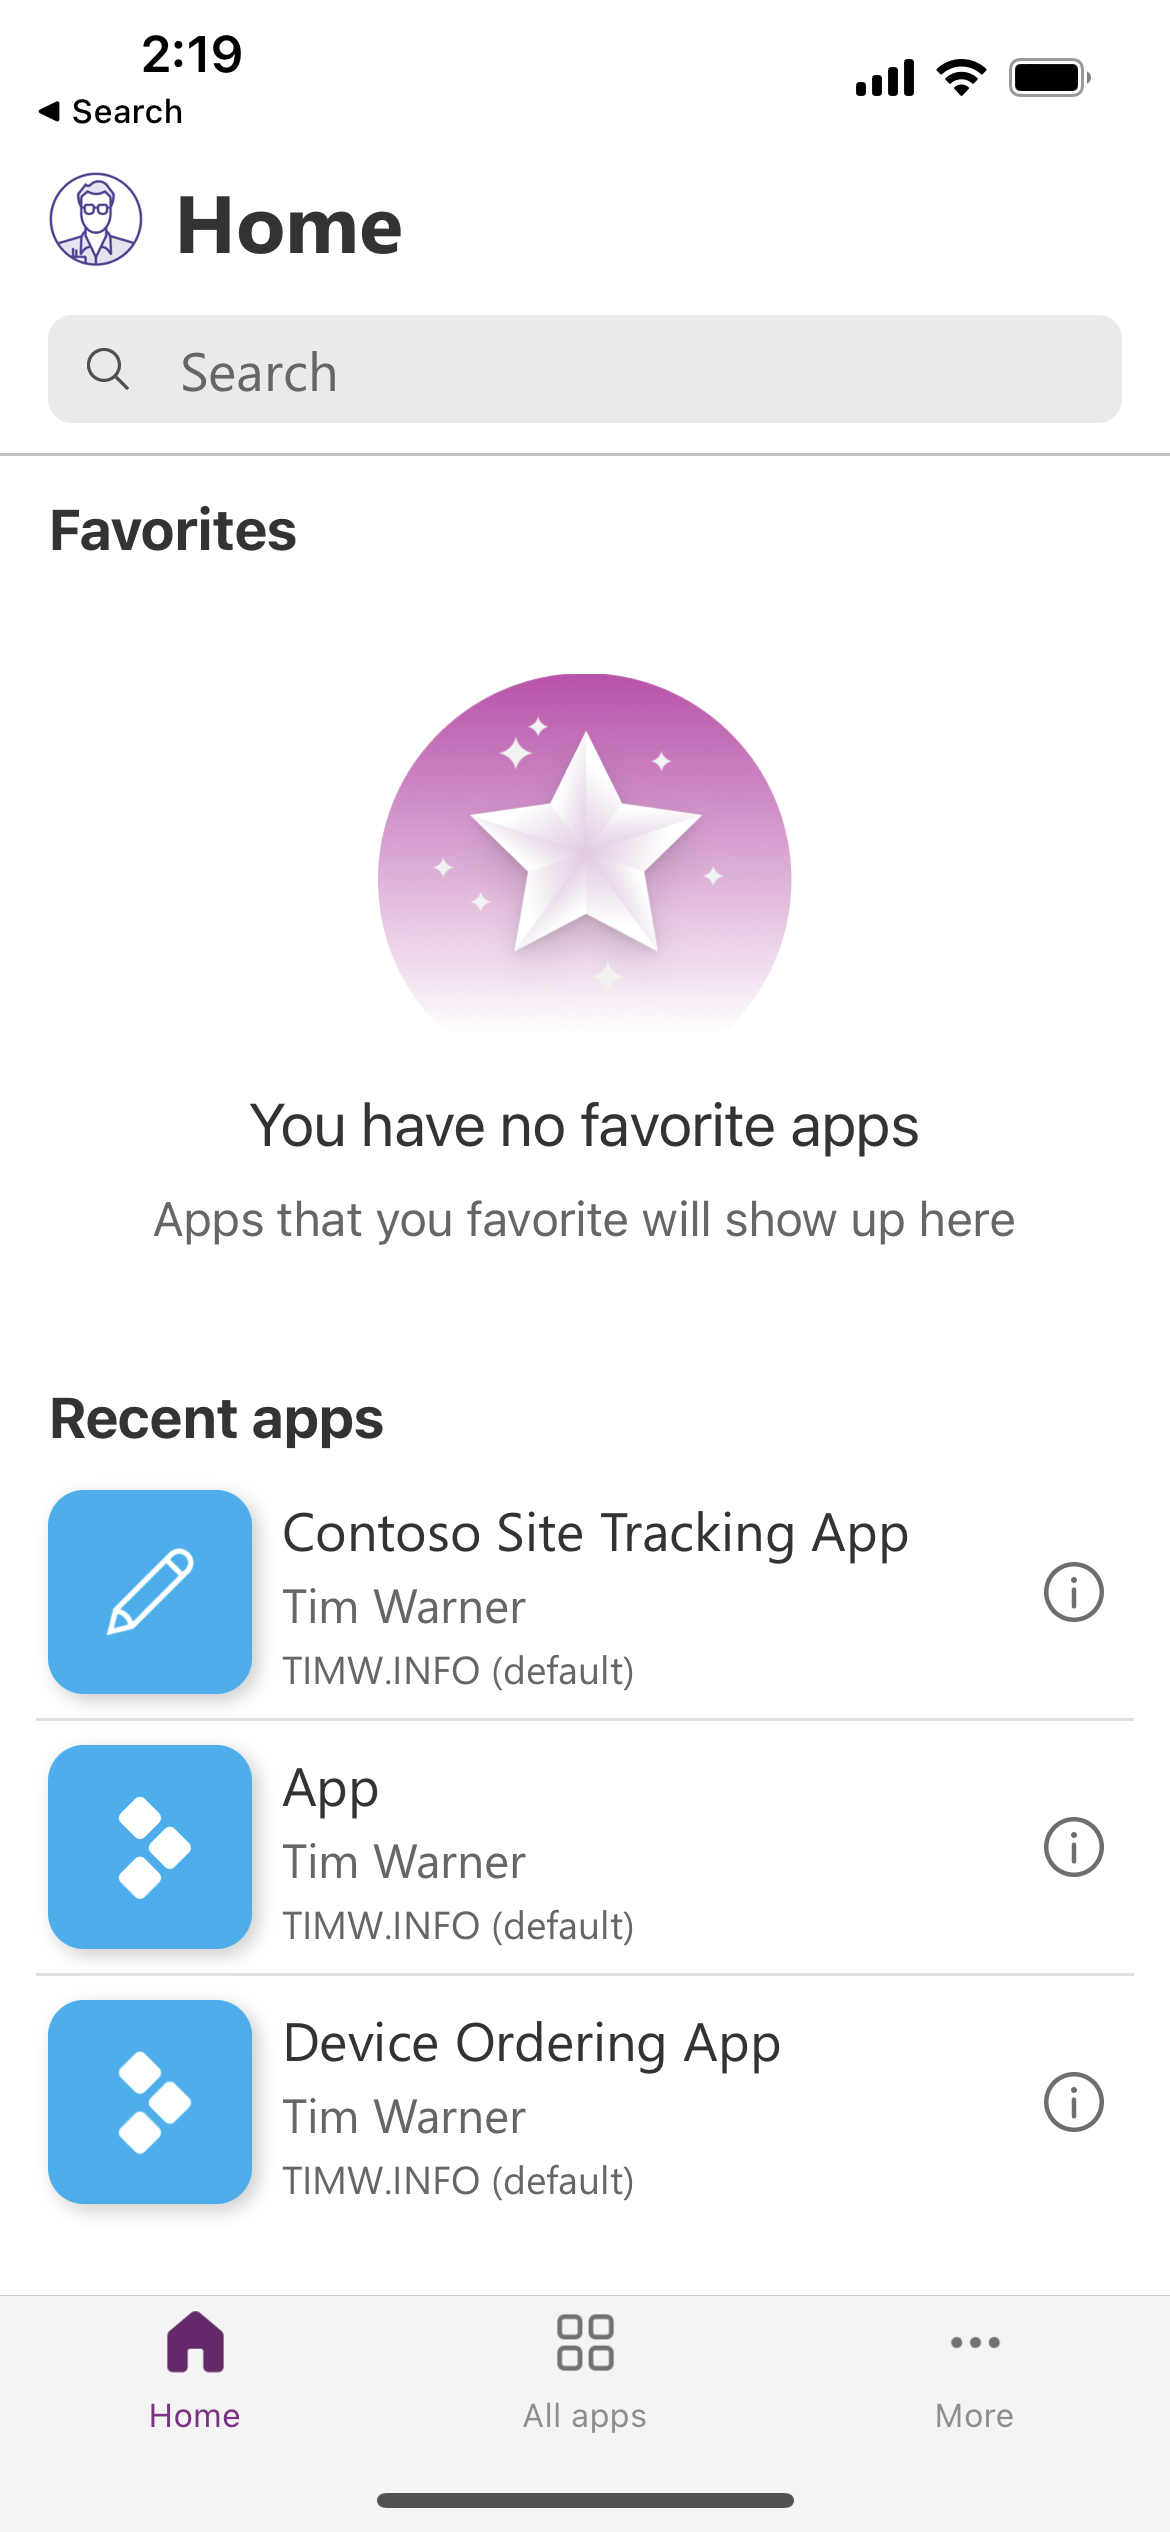 2:19
Search
Home
Search
Favorites
You have no favorite apps
Apps that you favorite will show up here
Recent apps
Contoso Site Tracking App
Tim Warner
TIMW.INFO (default)
App
Tim Warner
TIMW.INFO (default)
Device Ordering App
Tim Warner
TIMW.INFO (default)
Home
All apps
More